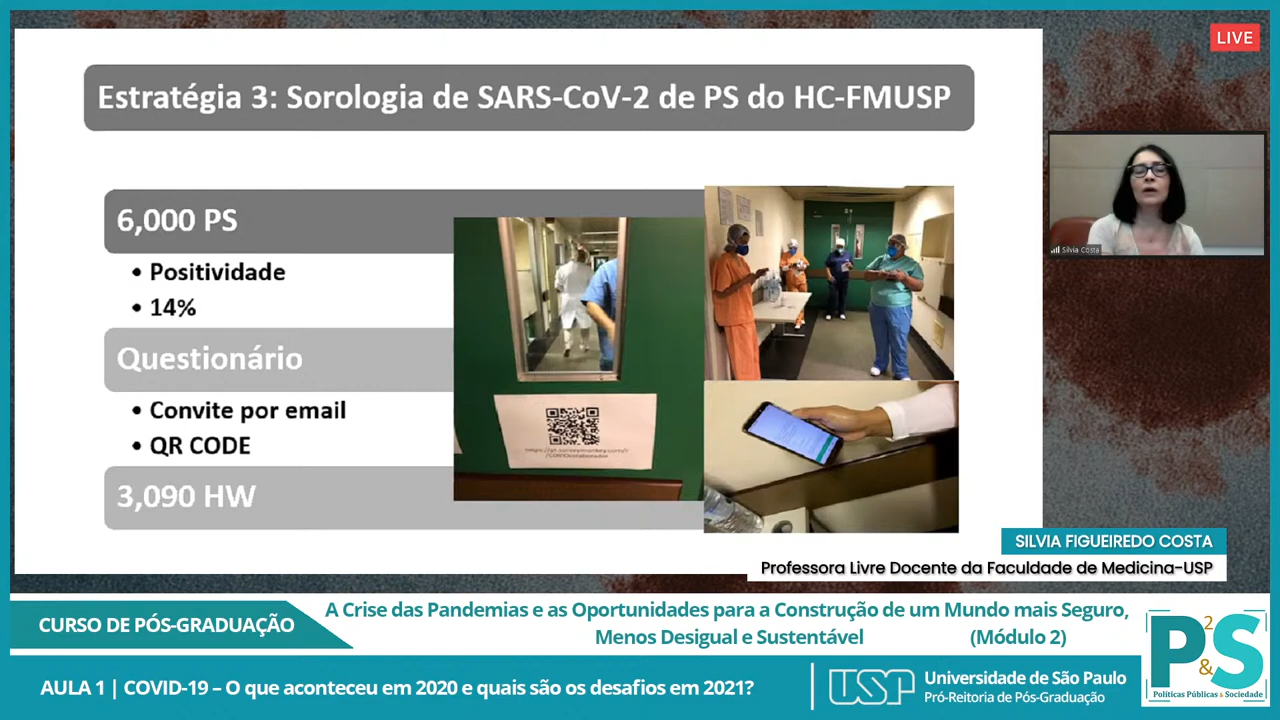 LIVE
Estratégia 3: Sorologia de SARS-CoV-2 de PS do HC-FMUSP
6,000 PS
• Positividade
• 14%
Questionário
• Convite por email
• QR CODE
3,090 HW
Silvia Costa
SILVIA FIGUEIREDO COSTA
Professora Livre Docente da Faculdade de Medicina-USP
CURSO DE PÓS-GRADUAÇÃO
A Crise das Pandemias e as Oportunidades para a Construção de um Mundo mais Seguro,
Menos Desigual e Sustentável (Módulo 2)
AULA 1 | COVID-19 – O que aconteceu em 2020 e quais são os desafios em 2021?
USP
Universidade de São Paulo
Pró-Reitoria de Pós-Graduação
P2&S
Políticas Públicas & Sociedade